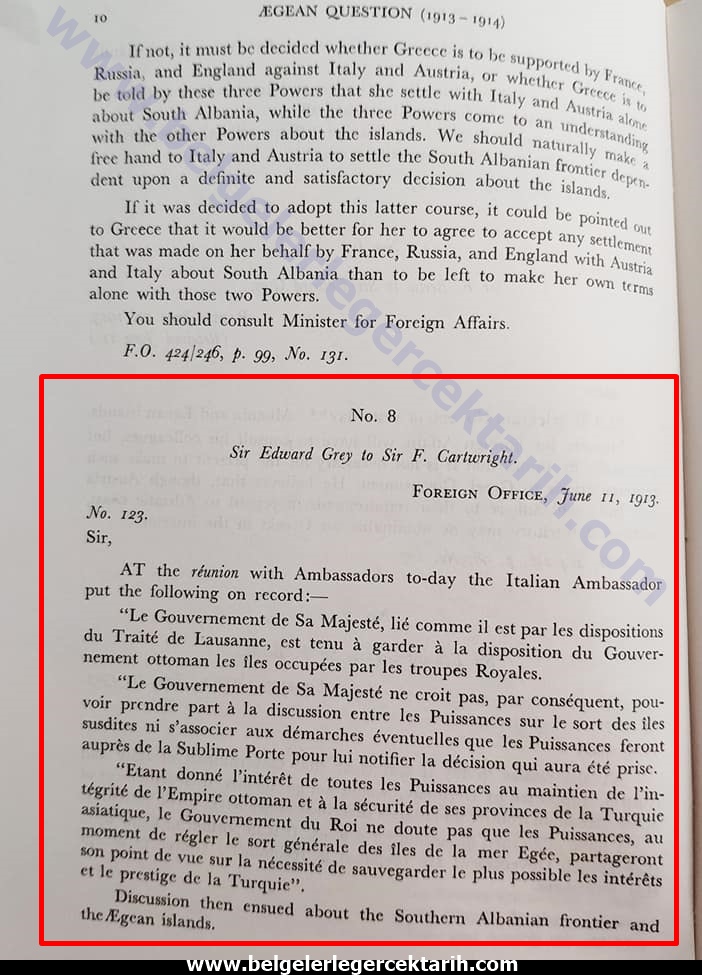 10
ÆGEAN QUESTION (1913 – 1914)
If not, it must be decided whether Greece is to be supported by France,
Russia, and England against Italy and Austria, or whether Greece is to
be told by these three Powers that she settle with Italy and Austria alone
about South Albania, while the three Powers come to an understanding
with the other Powers about the islands. We should naturally make a
free hand to Italy and Austria to settle the South Albanian frontier depen-
dent upon a definite and satisfactory decision about the islands.
If it was decided to adopt this latter course, it could be pointed out
to Greece that it would be better for her to agree to accept any settlement
that was made on her behalf by France, Russia, and England with Austria
and Italy about South Albania than to be left to make her own terms
alone with those two Powers.
You should consult Minister for Foreign Affairs.
F.O. 424/246, p. 99, No. 131.
No. 8
Sir Edward Grey to Sir F. Cartwright.
FOREIGN OFFICE, June 11, 1913.
No. 123.
Sir,
AT the réunion with Ambassadors to-day the Italian Ambassador
put the following on record:—
“Le Gouvernement de Sa Majesté, lié comme il est par les dispositions
du Traité de Lausanne, est tenu à garder à la disposition du Gouver-
nement ottoman les îles occupées par les troupes Royales.
“Le Gouvernement de Sa Majesté ne croit pas, par conséquent, pou-
voir prendre part à la discussion entre les Puissances sur le sort des îles
susdites ni s’associer aux démarches éventuelles que les Puissances feront
auprès de la Sublime Porte pour lui notifier la décision qui aura été prise.
“Etant donné l’intérêt de toutes les Puissances au maintien de l’in-
tégrité de l’Empire ottoman et à la sécurité de ses provinces de la Turquie
asiatique, le Gouvernement du Roi ne doute pas que les Puissances, au
moment de régler le sort générale des îles de la mer Egée, partageront
son point de vue sur la nécessité de sauvegarder le plus possible les intérêts
et le prestige de la Turquie”.
Discussion then ensued about the Southern Albanian frontier and
the Ægean islands.
www.belgelerlegercektarih.com
www.belgelerlegercektarih.com